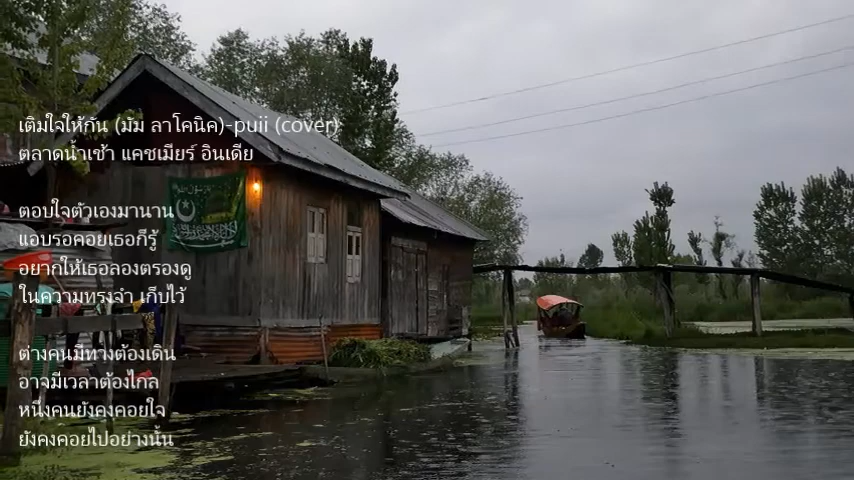 เติมใจให้กัน (มัม ลาโคนิค)-puii (cover)
ตลาดน้ำเช้า แคชเมียร์ อินเดีย
ตอบใจตัวเองมานาน
แอบรอคอยเธอก็รู้
อยากให้เธอลองตรองดู
ในความทรงจำ เก็บไว้
ต่างคนมีทางต้องเดิน
อาจมีเวลาต้องไกล
หนึ่งคนยังคงคอยใจ
ยังคงคอยไปอย่างนั้น